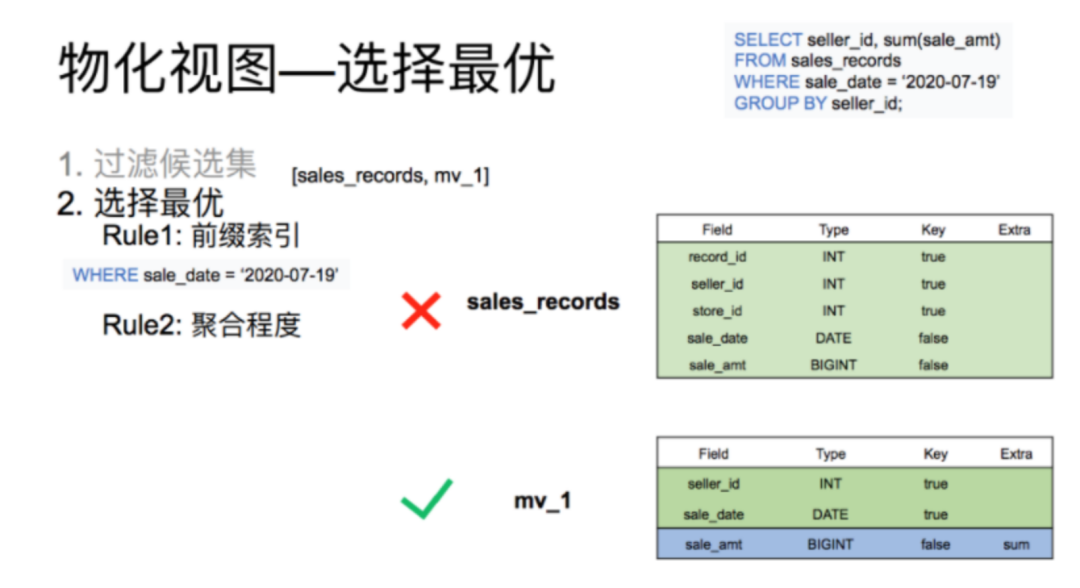 物化视图—选择最优
SELECT seller_id, sum(sale_amt)
FROM sales_records
WHERE sale_date = '2020-07-19'
GROUP BY seller_id;
1. 过滤候选集
[sales_records, mv_1]
2. 选择最优
Rule1: 前缀索引
WHERE sale_date = '2020-07-19'
Rule2: 聚合程度
sales_records
Field Type Key Extra
record_id INT true
seller_id INT true
store_id INT true
sale_date DATE false
sale_amt BIGINT false
mv_1
Field Type Key Extra
seller_id INT true
sale_date DATE true
sale_amt BIGINT false sum